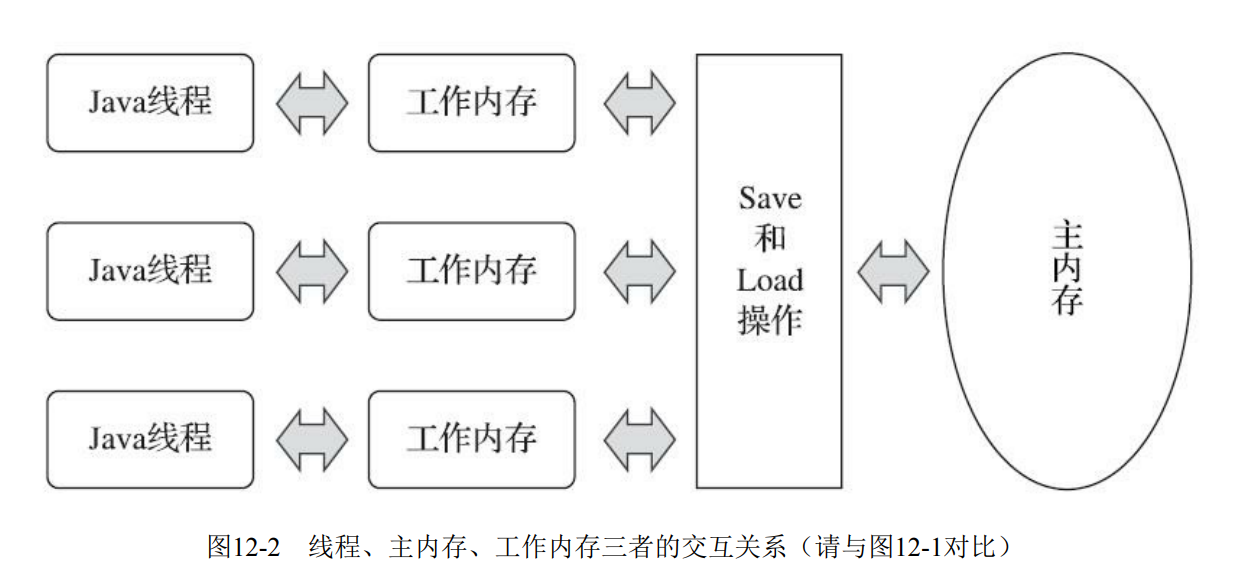 Java线程
工作内存
Save
和
Load
操作
主
内
存
Java线程
工作内存
Java线程
工作内存
图12-2 线程、主内存、工作内存三者的交互关系（请与图12-1对比）